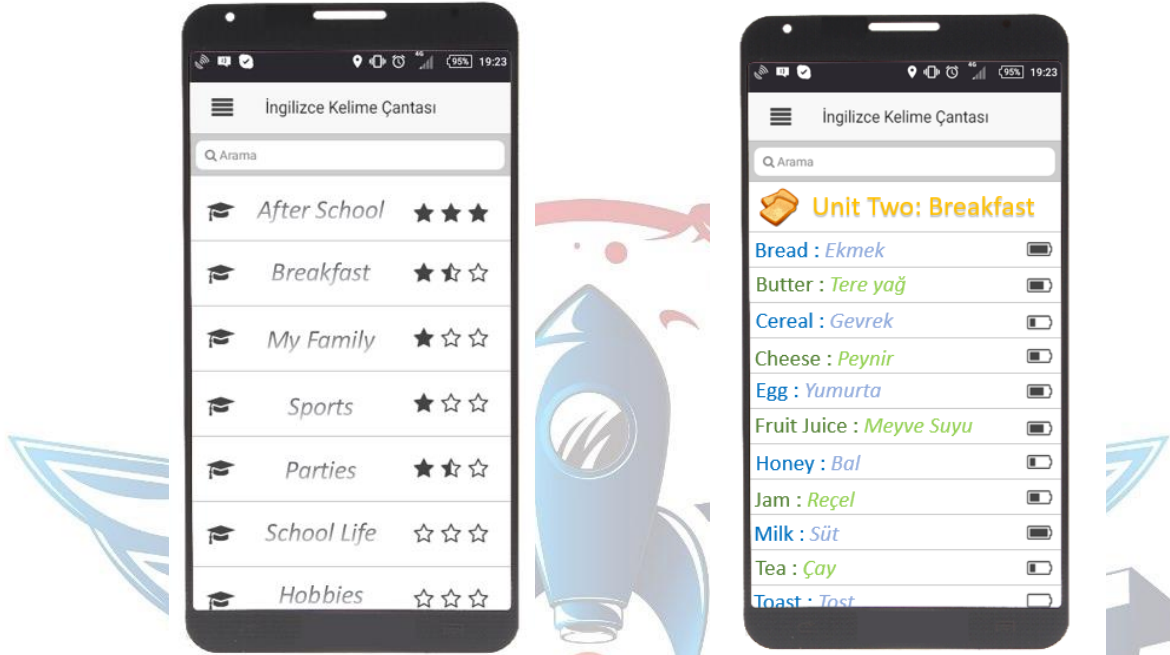 4G
95% 19:23
İngilizce Kelime Çantası
Arama
After School
Breakfast
My Family
Sports
Parties
School Life
Hobbies
4G
95% 19:23
İngilizce Kelime Çantası
Arama
Unit Two: Breakfast
Bread : Ekmek
Butter : Tere yağ
Cereal : Gevrek
Cheese : Peynir
Egg : Yumurta
Fruit Juice : Meyve Suyu
Honey : Bal
Jam : Reçel
Milk : Süt
Tea : Çay
Toast : Tost